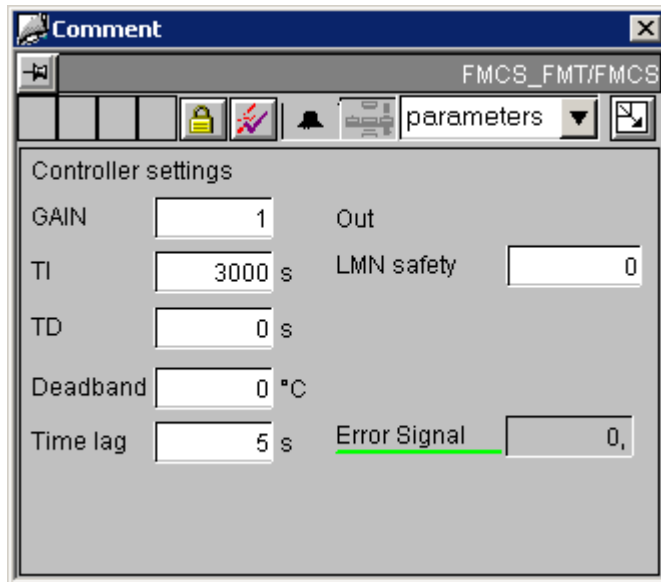 Comment
FMCS_FMT/FMCS
parameters
Controller settings
GAIN 1 Out
TI 3000 s LMN safety 0
TD 0 s
Deadband 0 °C
Time lag 5 s Error Signal 0,